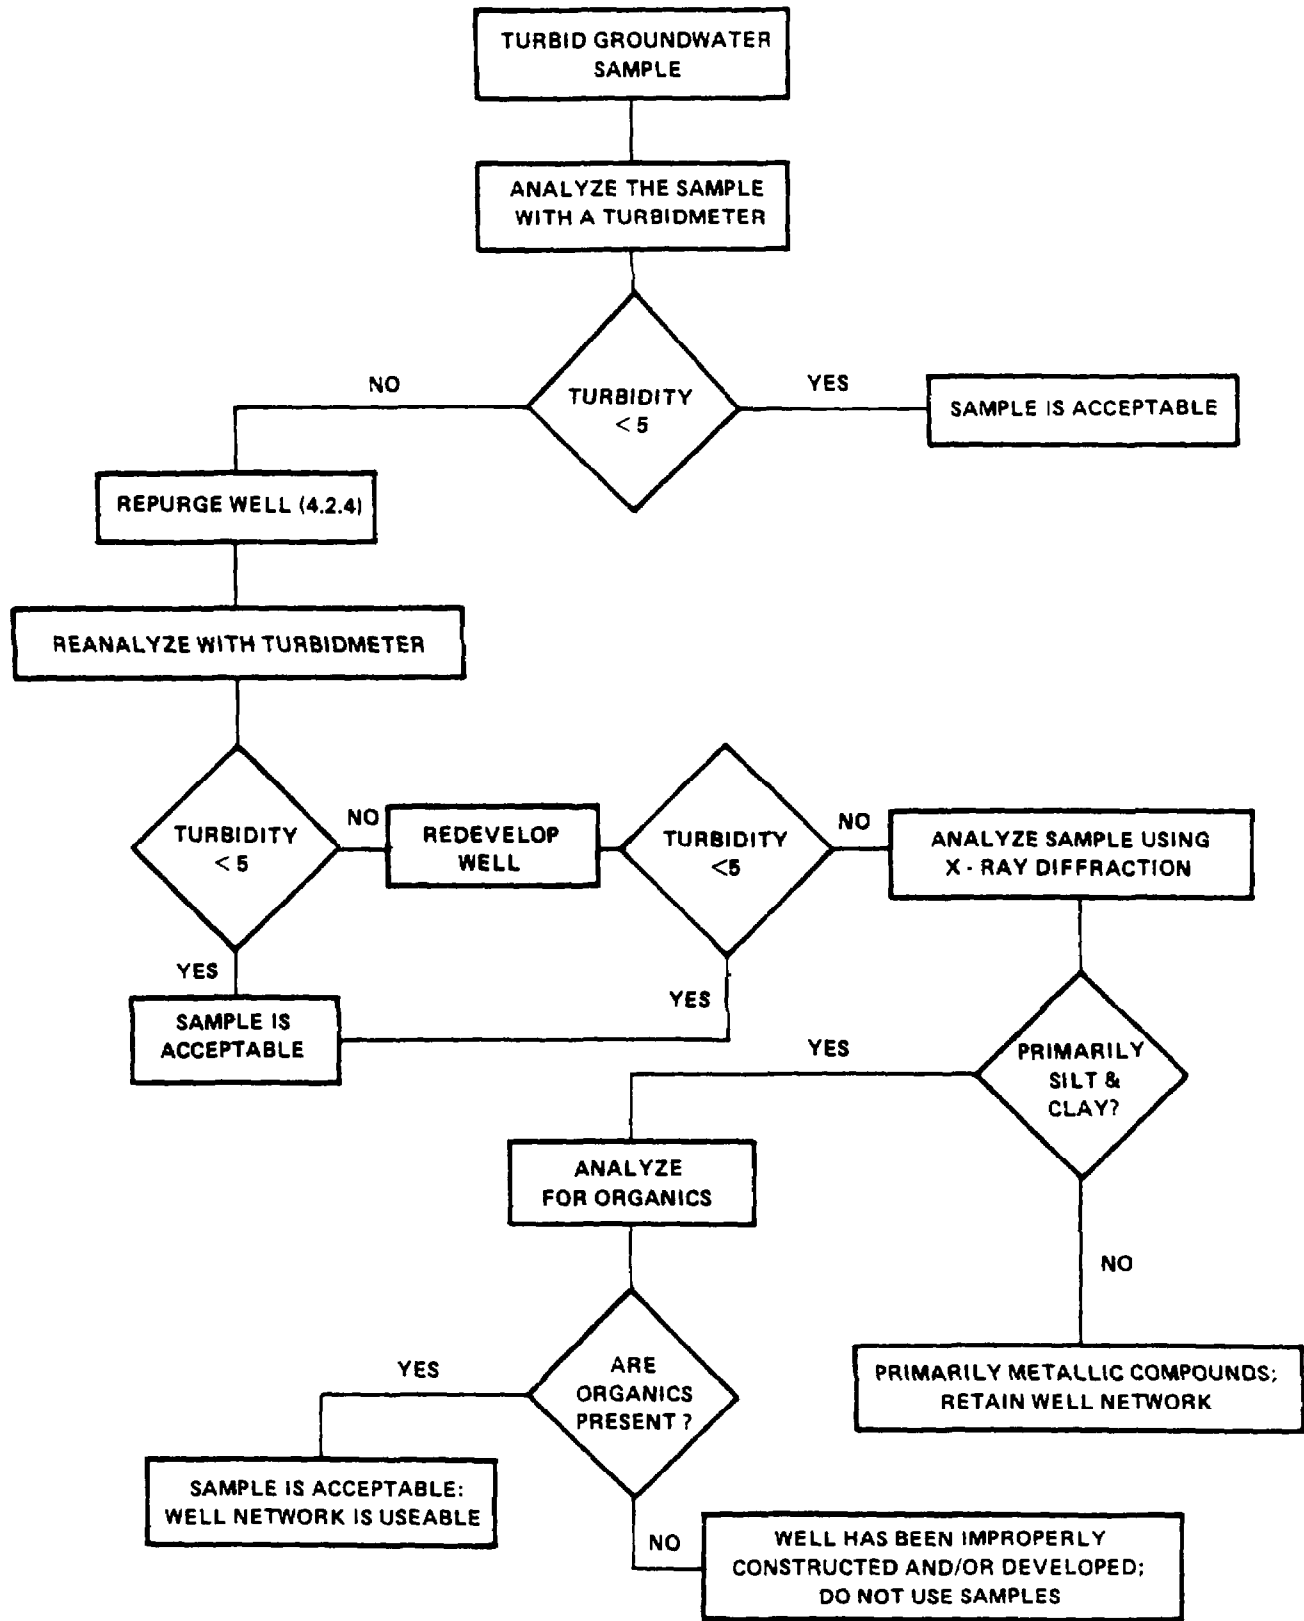 TURBID GROUNDWATER
SAMPLE
ANALYZE THE SAMPLE
WITH A TURBIDMETER
TURBIDITY
< 5
NO
YES
SAMPLE IS ACCEPTABLE
REPURGE WELL (4.2.4)
REANALYZE WITH TURBIDMETER
TURBIDITY
< 5
NO
REDEVELOP
WELL
TURBIDITY
<5
NO
ANALYZE SAMPLE USING
X - RAY DIFFRACTION
YES
SAMPLE IS
ACCEPTABLE
YES
PRIMARILY
SILT &
CLAY?
YES
ANALYZE
FOR ORGANICS
NO
PRIMARILY METALLIC COMPOUNDS;
RETAIN WELL NETWORK
ARE
ORGANICS
PRESENT ?
YES
SAMPLE IS ACCEPTABLE:
WELL NETWORK IS USEABLE
NO
WELL HAS BEEN IMPROPERLY
CONSTRUCTED AND/OR DEVELOPED;
DO NOT USE SAMPLES